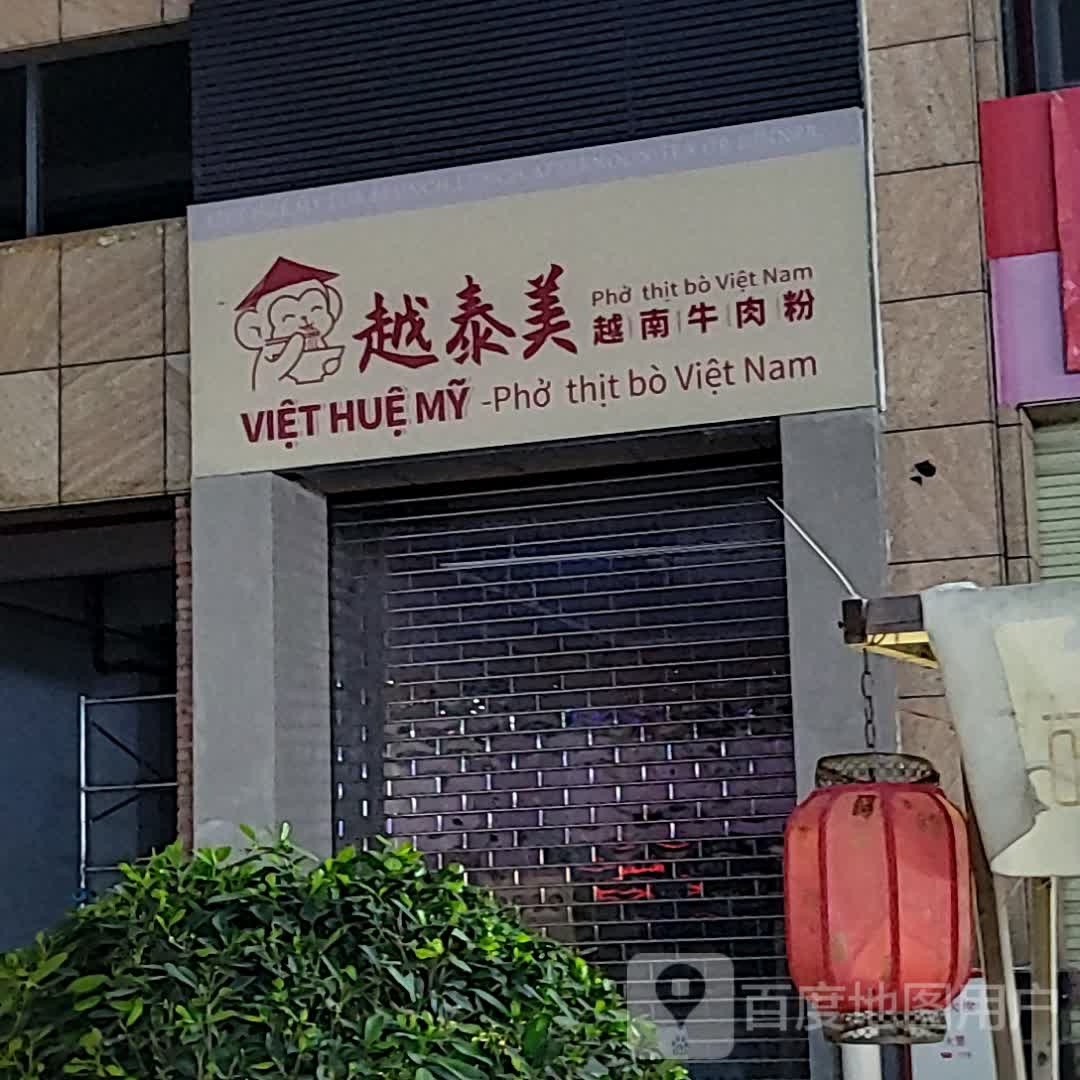 越泰美
Phở thịt bò Việt Nam
越南牛肉粉
VIỆT HUỆ MỸ -Phở thịt bò Việt Nam
百度地图用户